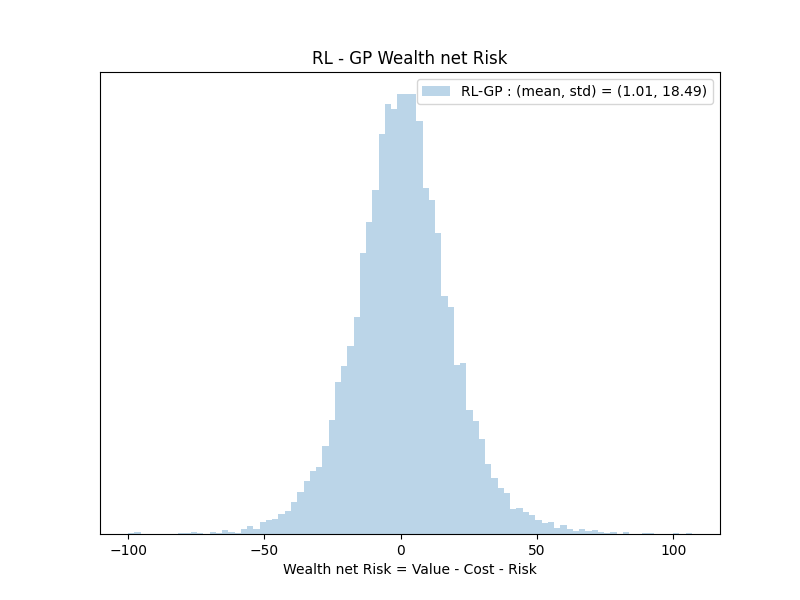 RL - GP Wealth net Risk
RL-GP : (mean, std) = (1.01, 18.49)
−100 −50 0 50 100
Wealth net Risk = Value - Cost - Risk